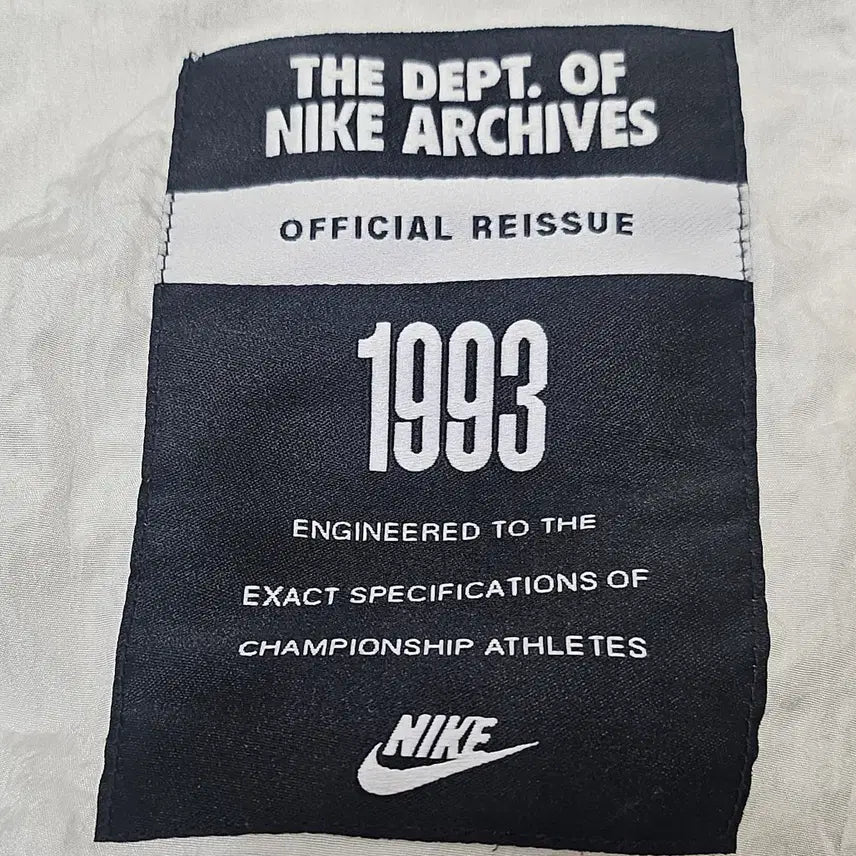 THE DEPT. OF
NIKE ARCHIVES
OFFICIAL REISSUE
1993
ENGINEERED TO THE
EXACT SPECIFICATIONS OF
CHAMPIONSHIP ATHLETES
NIKE